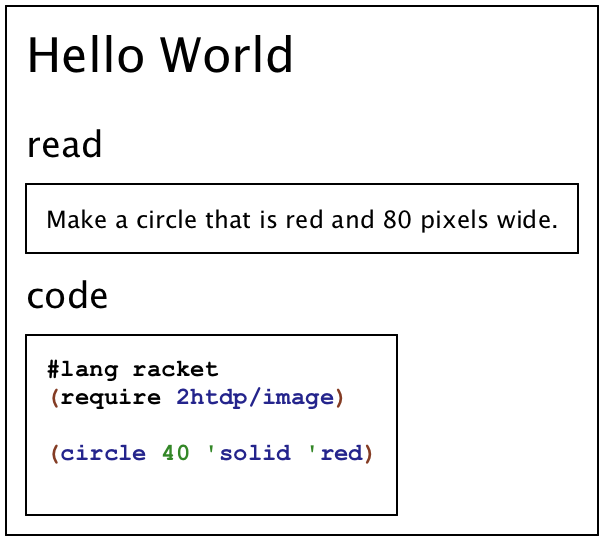 Hello World
read
Make a circle that is red and 80 pixels wide.
code
#lang racket
(require 2htdp/image)
(circle 40 'solid 'red)